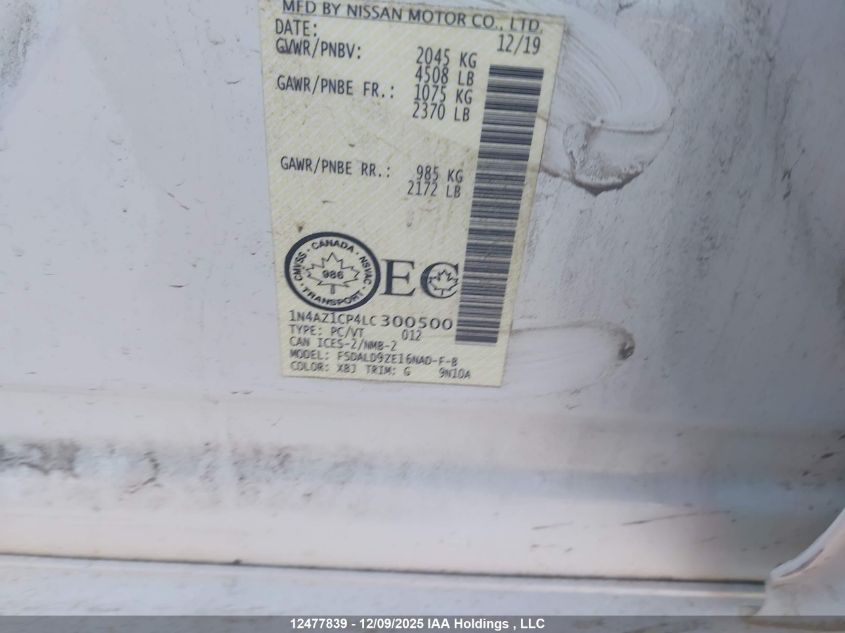 MFD BY NISSAN MOTOR CO., LTD.
DATE: 12/19
GVWR/PNBV: 2045 KG
4508 LB
GAWR/PNBE FR.: 1075 KG
2370 LB
GAWR/PNBE RR.: 985 KG
2172 LB
CANADA
CMVSS · NSVAC
986
TRANSPORT
EC
1N4AZ1CP4LC300500
TYPE: PC/VT 012
CAN ICES-2/NMB-2
MODEL: FSDALD9ZE16NAD-F-B
COLOR: XBJ TRIM: G 9N10A
12477839 - 12/09/2025 IAA Holdings , LLC